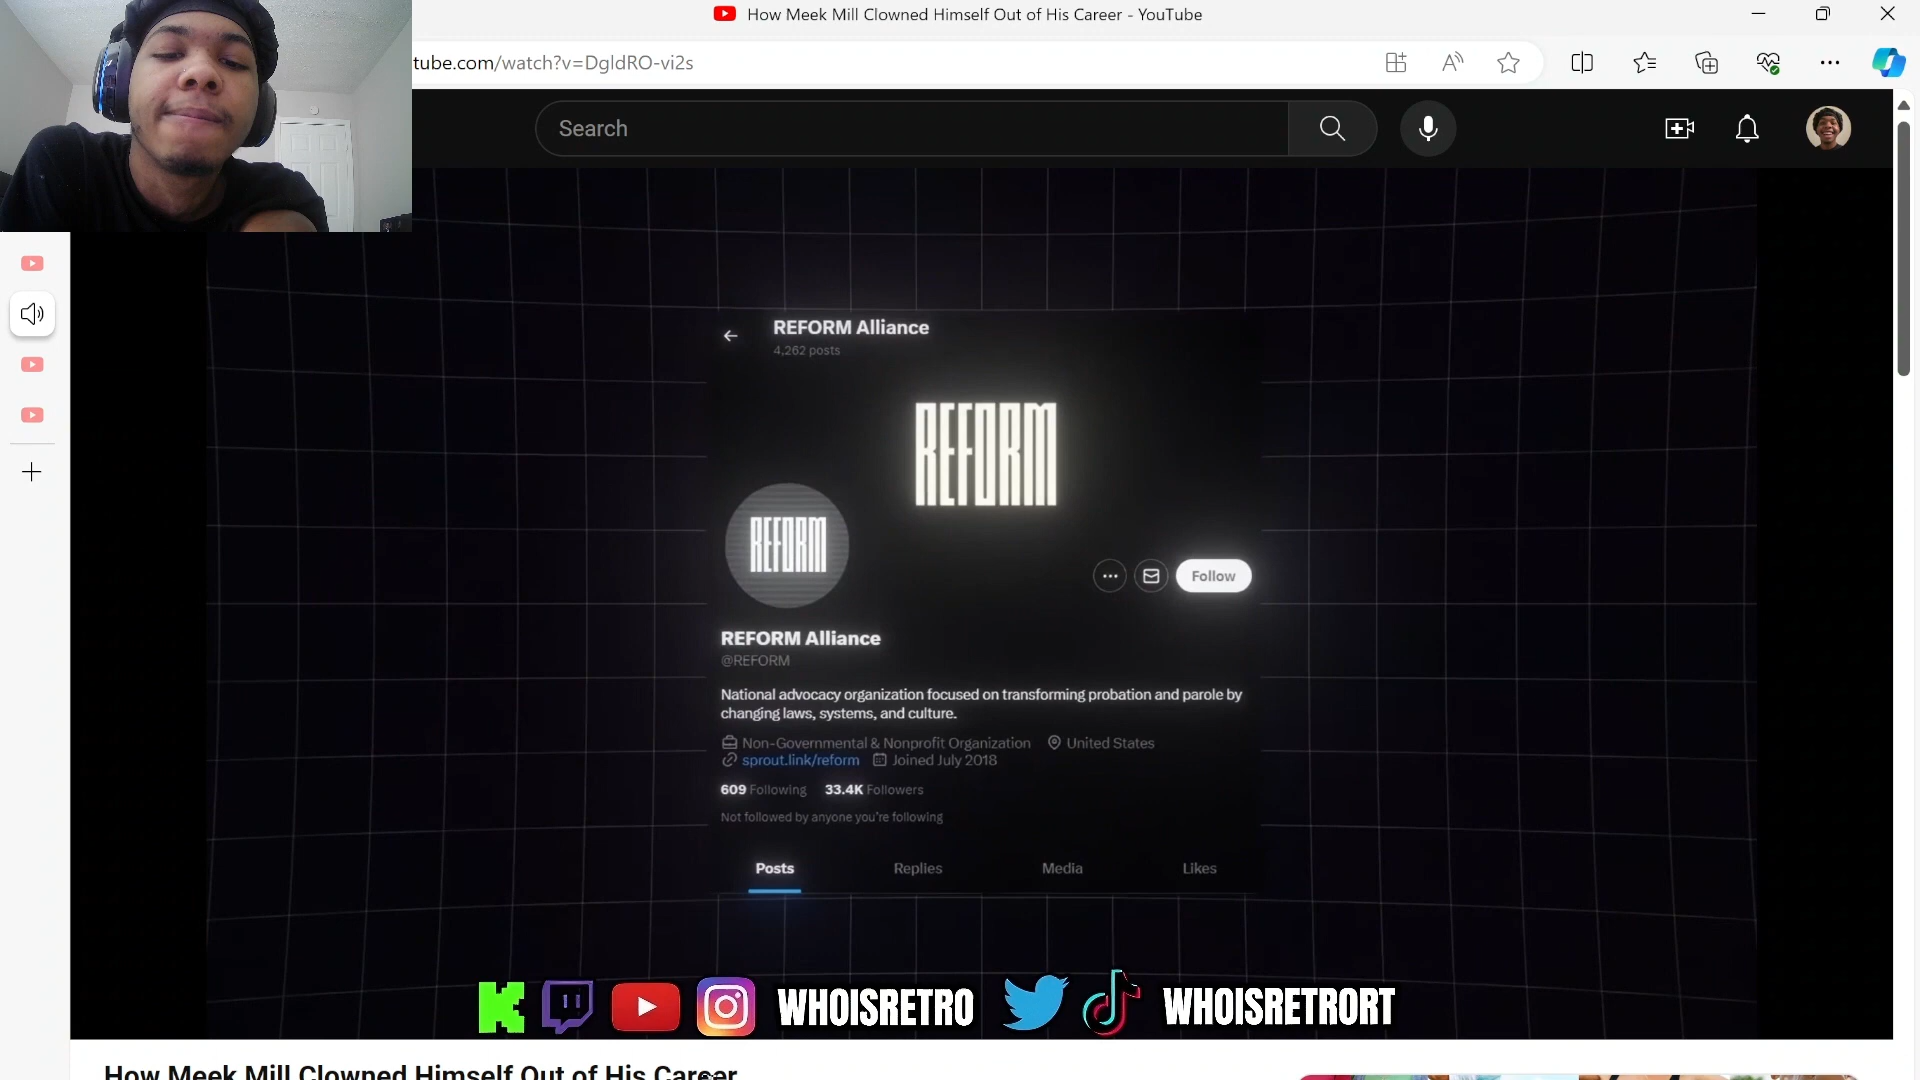 How Meek Mill Clowned Himself Out of His Career - YouTube
tube.com/watch?v=DgldRO-vi2s
Search
REFORM Alliance
4,262 posts
REFORM
REFORM
Follow
REFORM Alliance
@REFORM
National advocacy organization focused on transforming probation and parole by
changing laws, systems, and culture.
Non-Governmental & Nonprofit Organization United States
sprout.link/reform Joined July 2018
609 Following 33.4K Followers
Not followed by anyone you're following
Posts Replies Media Likes
WHOISRETRO WHOISRETRORT
How Meek Mill Clowned Himself Out of His Career